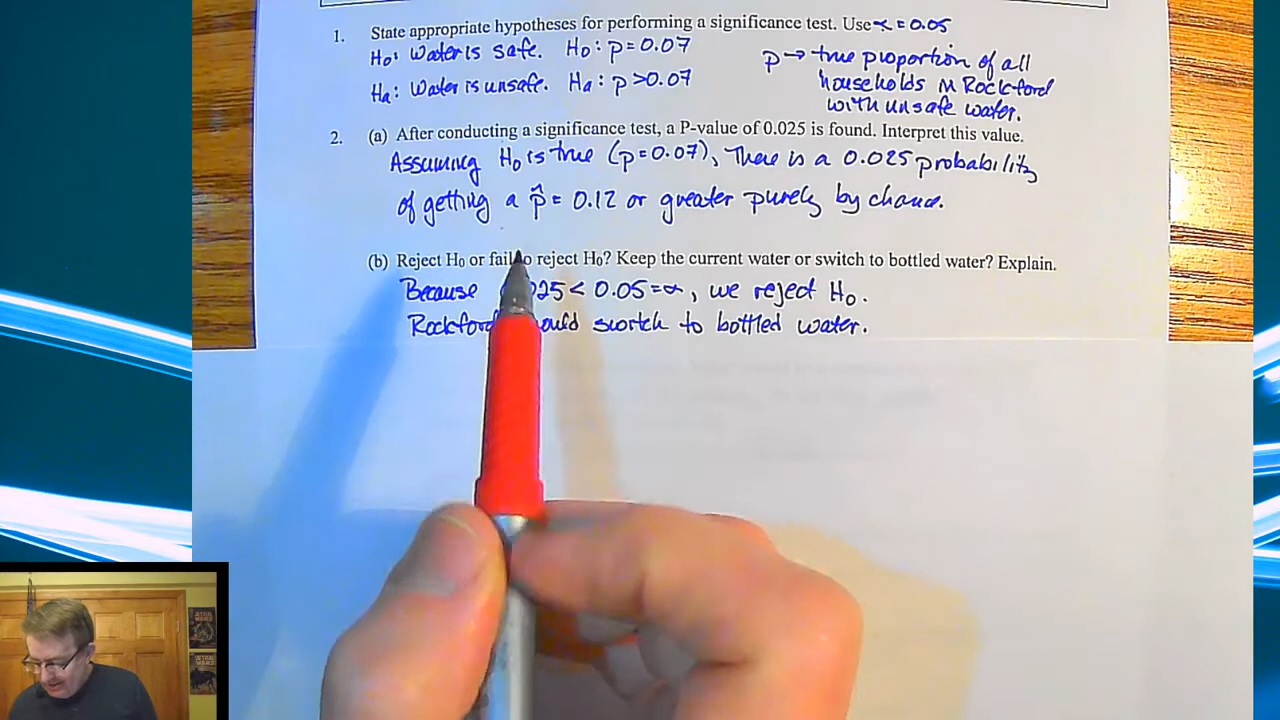 1. State appropriate hypotheses for performing a significance test. Use α = 0.05
H₀: Water is safe. H₀: p = 0.07
Hₐ: Water is unsafe. Hₐ: p > 0.07
p → true proportion of all
households in Rockford
with unsafe water.
2. (a) After conducting a significance test, a P-value of 0.025 is found. Interpret this value.
Assuming H₀ is true (p = 0.07), There is a 0.025 probability
of getting a p̂ = 0.12 or greater purely by chance.
(b) Reject H₀ or fail to reject H₀? Keep the current water or switch to bottled water? Explain.
Because 025 < 0.05 = α, we reject H₀.
Rockford ould switch to bottled water.
STAR WARS
STAR WARS